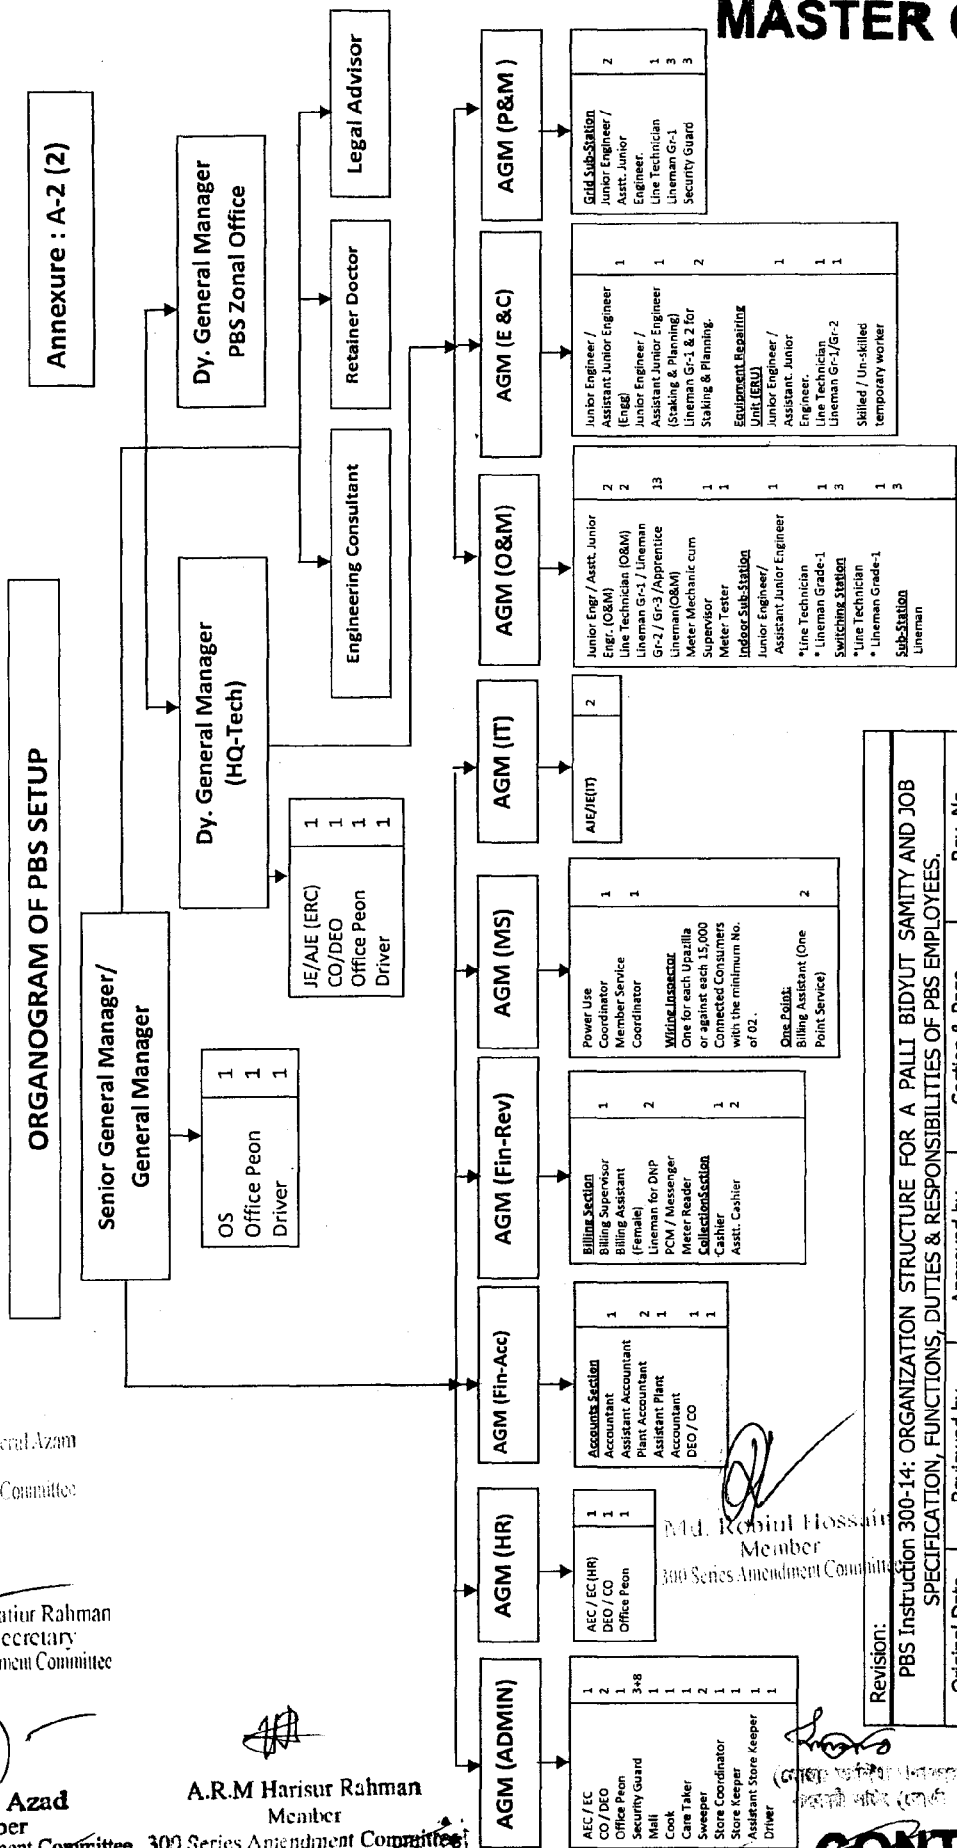 MASTER
Annexure : A-2 (2)
ORGANOGRAM OF PBS SETUP
Senior General Manager/
General Manager
OS 1
Office Peon 1
Driver 1
Dy. General Manager
(HQ-Tech)
JE/AJE (ERC) 1
CO/DEO 1
Office Peon 1
Driver 1
Dy. General Manager
PBS Zonal Office
Engineering Consultant
Retainer Doctor
Legal Advisor
AGM (ADMIN)
AEC / EC 1
CO / DEO 2
Office Peon 1
Security Guard 3+8
Mali 1
Cook 1
Care Taker 1
Sweeper 2
Store Coordinator 1
Store Keeper 1
Assistant Store Keeper 1
Driver 1
AGM (HR)
AEC / EC (HR) 1
DEO / CO 1
Office Peon 1
AGM (Fin-Acc)
Accounts Section
Accountant 1
Assistant Accountant
Plant Accountant 2
Assistant Plant 1
Accountant
DEO / CO 1
1
AGM (Fin-Rev)
Billing Section
Billing Supervisor 1
Billing Assistant
(Female)
Lineman for DNP 2
PCM / Messenger
Meter Reader
CollectionSection
Cashier 1
Asstt. Cashier 2
AGM (MS)
Power Use
Coordinator 1
Member Service
Coordinator 1
Wiring Inspector
One for each Upazilla
or against each 15,000
Connected Consumers
with the minimum No.
of 02 .
One Point:
Billing Assistant (One 2
Point Service)
AGM (IT)
AJE/JE(IT) 2
AGM (O&M)
Junior Engr / Asstt. Junior
Engr. (O&M) 2
Line Technician (O&M) 2
Lineman Gr-1 / Lineman
Gr-2 / Gr-3 /Apprentice 13
Lineman(O&M)
Meter Mechanic cum
Supervisor 1
Meter Tester 1
Indoor Sub-Station
Junior Engineer/
Assistant Junior Engineer 1
*Line Technician
* Lineman Grade-1 1
Switching Station 3
*Line Technician
* Lineman Grade-1 1
Sub-Station 3
Lineman
AGM (E &C)
Junior Engineer /
Assistant Junior Engineer
(Engg) 1
Junior Engineer /
Assistant Junior Engineer 1
(Staking & Planning)
Lineman Gr-1 & 2 for
Staking & Planning. 2
Equipment Repairing
Unit (ERU)
Junior Engineer /
Assistant. Junior 1
Engineer.
Line Technician 1
Lineman Gr-1/Gr-2 1
Skilled / Un-skilled
temporary worker
AGM (P&M )
Grid Sub-Station
Junior Engineer / 2
Asstt. Junior
Engineer.
Line Technician 1
Lineman Gr-1 3
Security Guard 3
Azam
Committee
Rahman
Committee
Azad
Committee
A.R.M Harisur Rahman
Member
300 Series Amendment Committee
Md. Robiul Hossain
Member
300 Series Amendment Committee
Revision:
PBS Instruction 300-14: ORGANIZATION STRUCTURE FOR A PALLI BIDYUT SAMITY AND JOB
SPECIFICATION, FUNCTIONS, DUTIES & RESPONSIBILITIES OF PBS EMPLOYEES.
Original Date Reviewed by Approved by Section & Page Rev. No